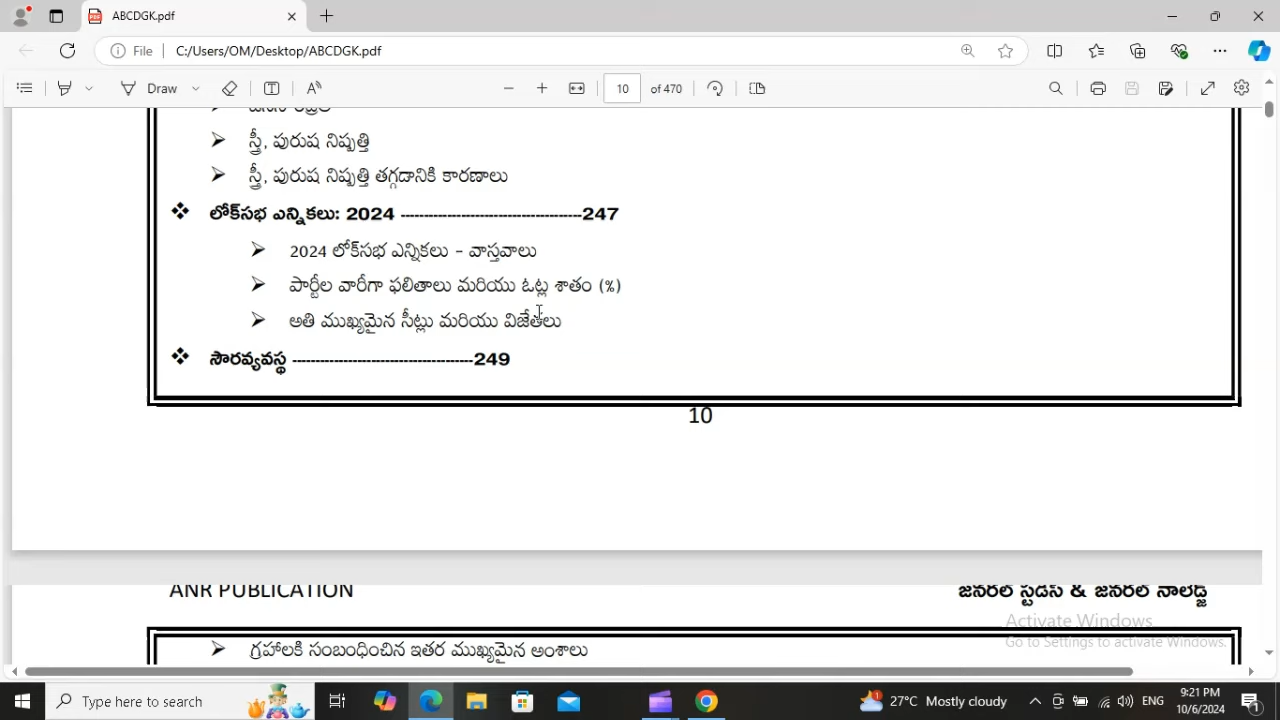 ABCDGK.pdf
File C:/Users/OM/Desktop/ABCDGK.pdf
Draw 10 of 470
స్త్రీ, పురుష నిష్పత్తి
స్త్రీ, పురుష నిష్పత్తి తగ్గడానికి కారణాలు
లోక్‌సభ ఎన్నికలు: 2024 --------------------------------------247
2024 లోక్‌సభ ఎన్నికలు - వాస్తవాలు
పార్టీల వారీగా ఫలితాలు మరియు ఓట్ల శాతం (%)
అతి ముఖ్యమైన సీట్లు మరియు విజేతలు
సౌరవ్యవస్థ --------------------------------------249
10
ANR PUBLICATION జనరల్ స్టడీస్ & జనరల్ నాలెడ్జ్
Activate Windows
Go to Settings to activate Windows.
గ్రహాలకి సంబంధించిన ఇతర ముఖ్యమైన అంశాలు
Type here to search 27°C Mostly cloudy ENG 9:21 PM
10/6/2024